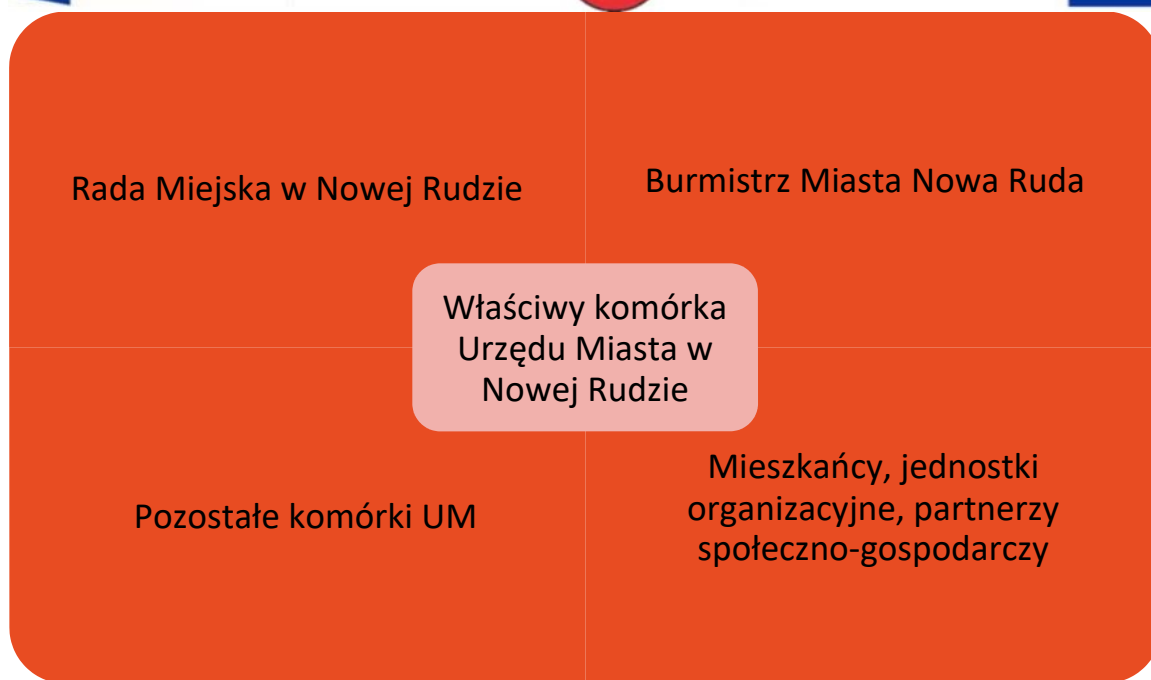 Rada Miejska w Nowej Rudzie
Burmistrz Miasta Nowa Ruda
Właściwy komórka
Urzędu Miasta w
Nowej Rudzie
Pozostałe komórki UM
Mieszkańcy, jednostki
organizacyjne, partnerzy
społeczno-gospodarczy